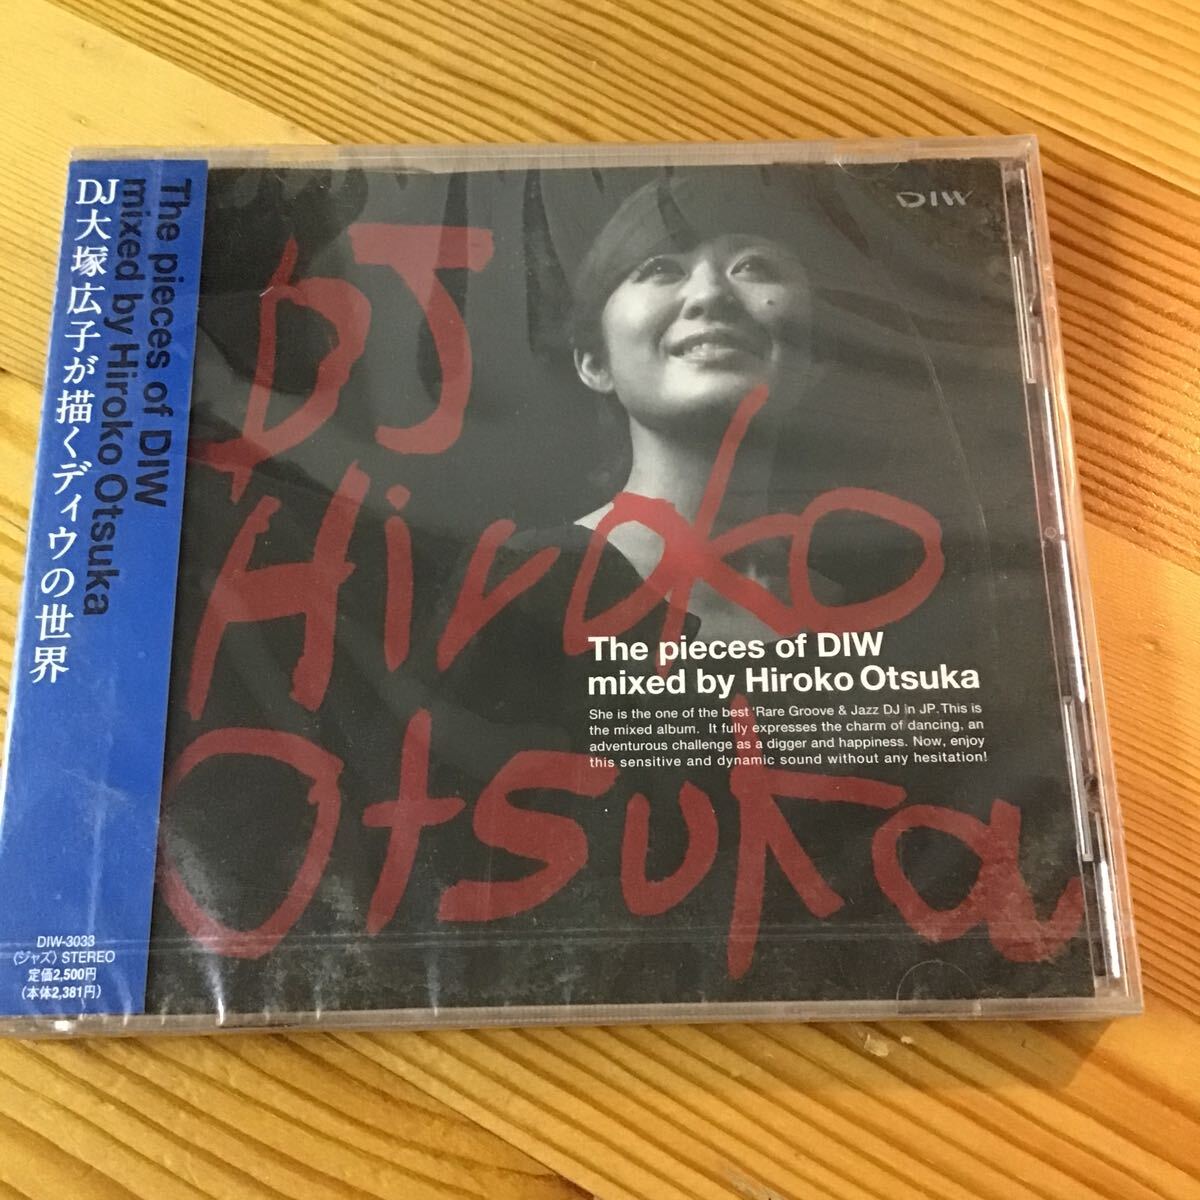 The pieces of DIW
mixed by Hiroko Otsuka
DJ大塚広子が描くディウの世界
DIW-3033
〈ジャズ〉STEREO
定価2,500円
(本体2,381円)
DIW
DJ
Hiroko
Otsuka
The pieces of DIW
mixed by Hiroko Otsuka
She is the one of the best 'Rare Groove & Jazz DJ in JP. This is
the mixed album. It fully expresses the charm of dancing, an
adventurous challenge as a digger and happiness. Now, enjoy
this sensitive and dynamic sound without any hesitation!